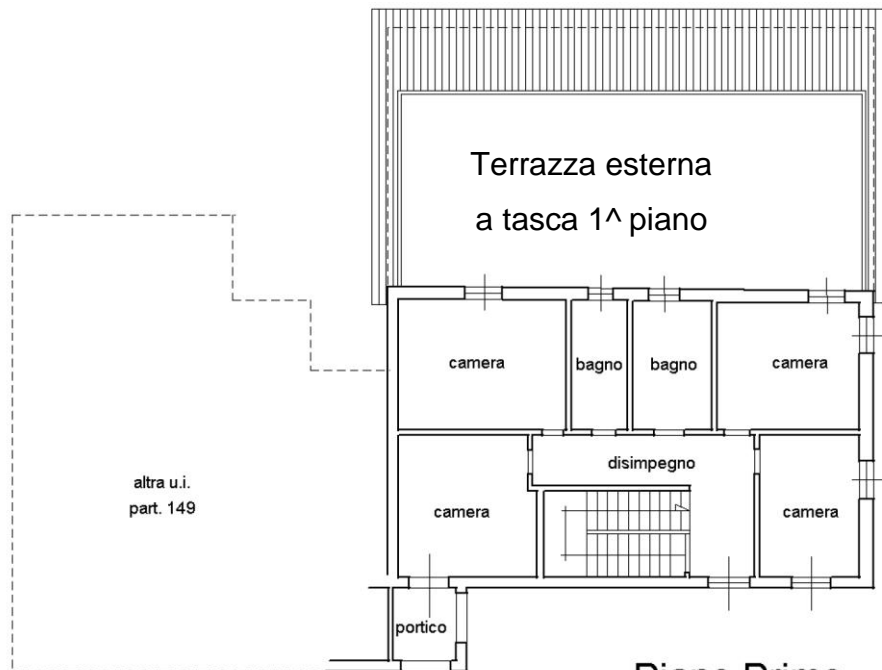 Terrazza esterna
a tasca 1^ piano
camera
bagno
bagno
camera
disimpegno
altra u.i.
part. 149
camera
camera
portico
Piano Primo